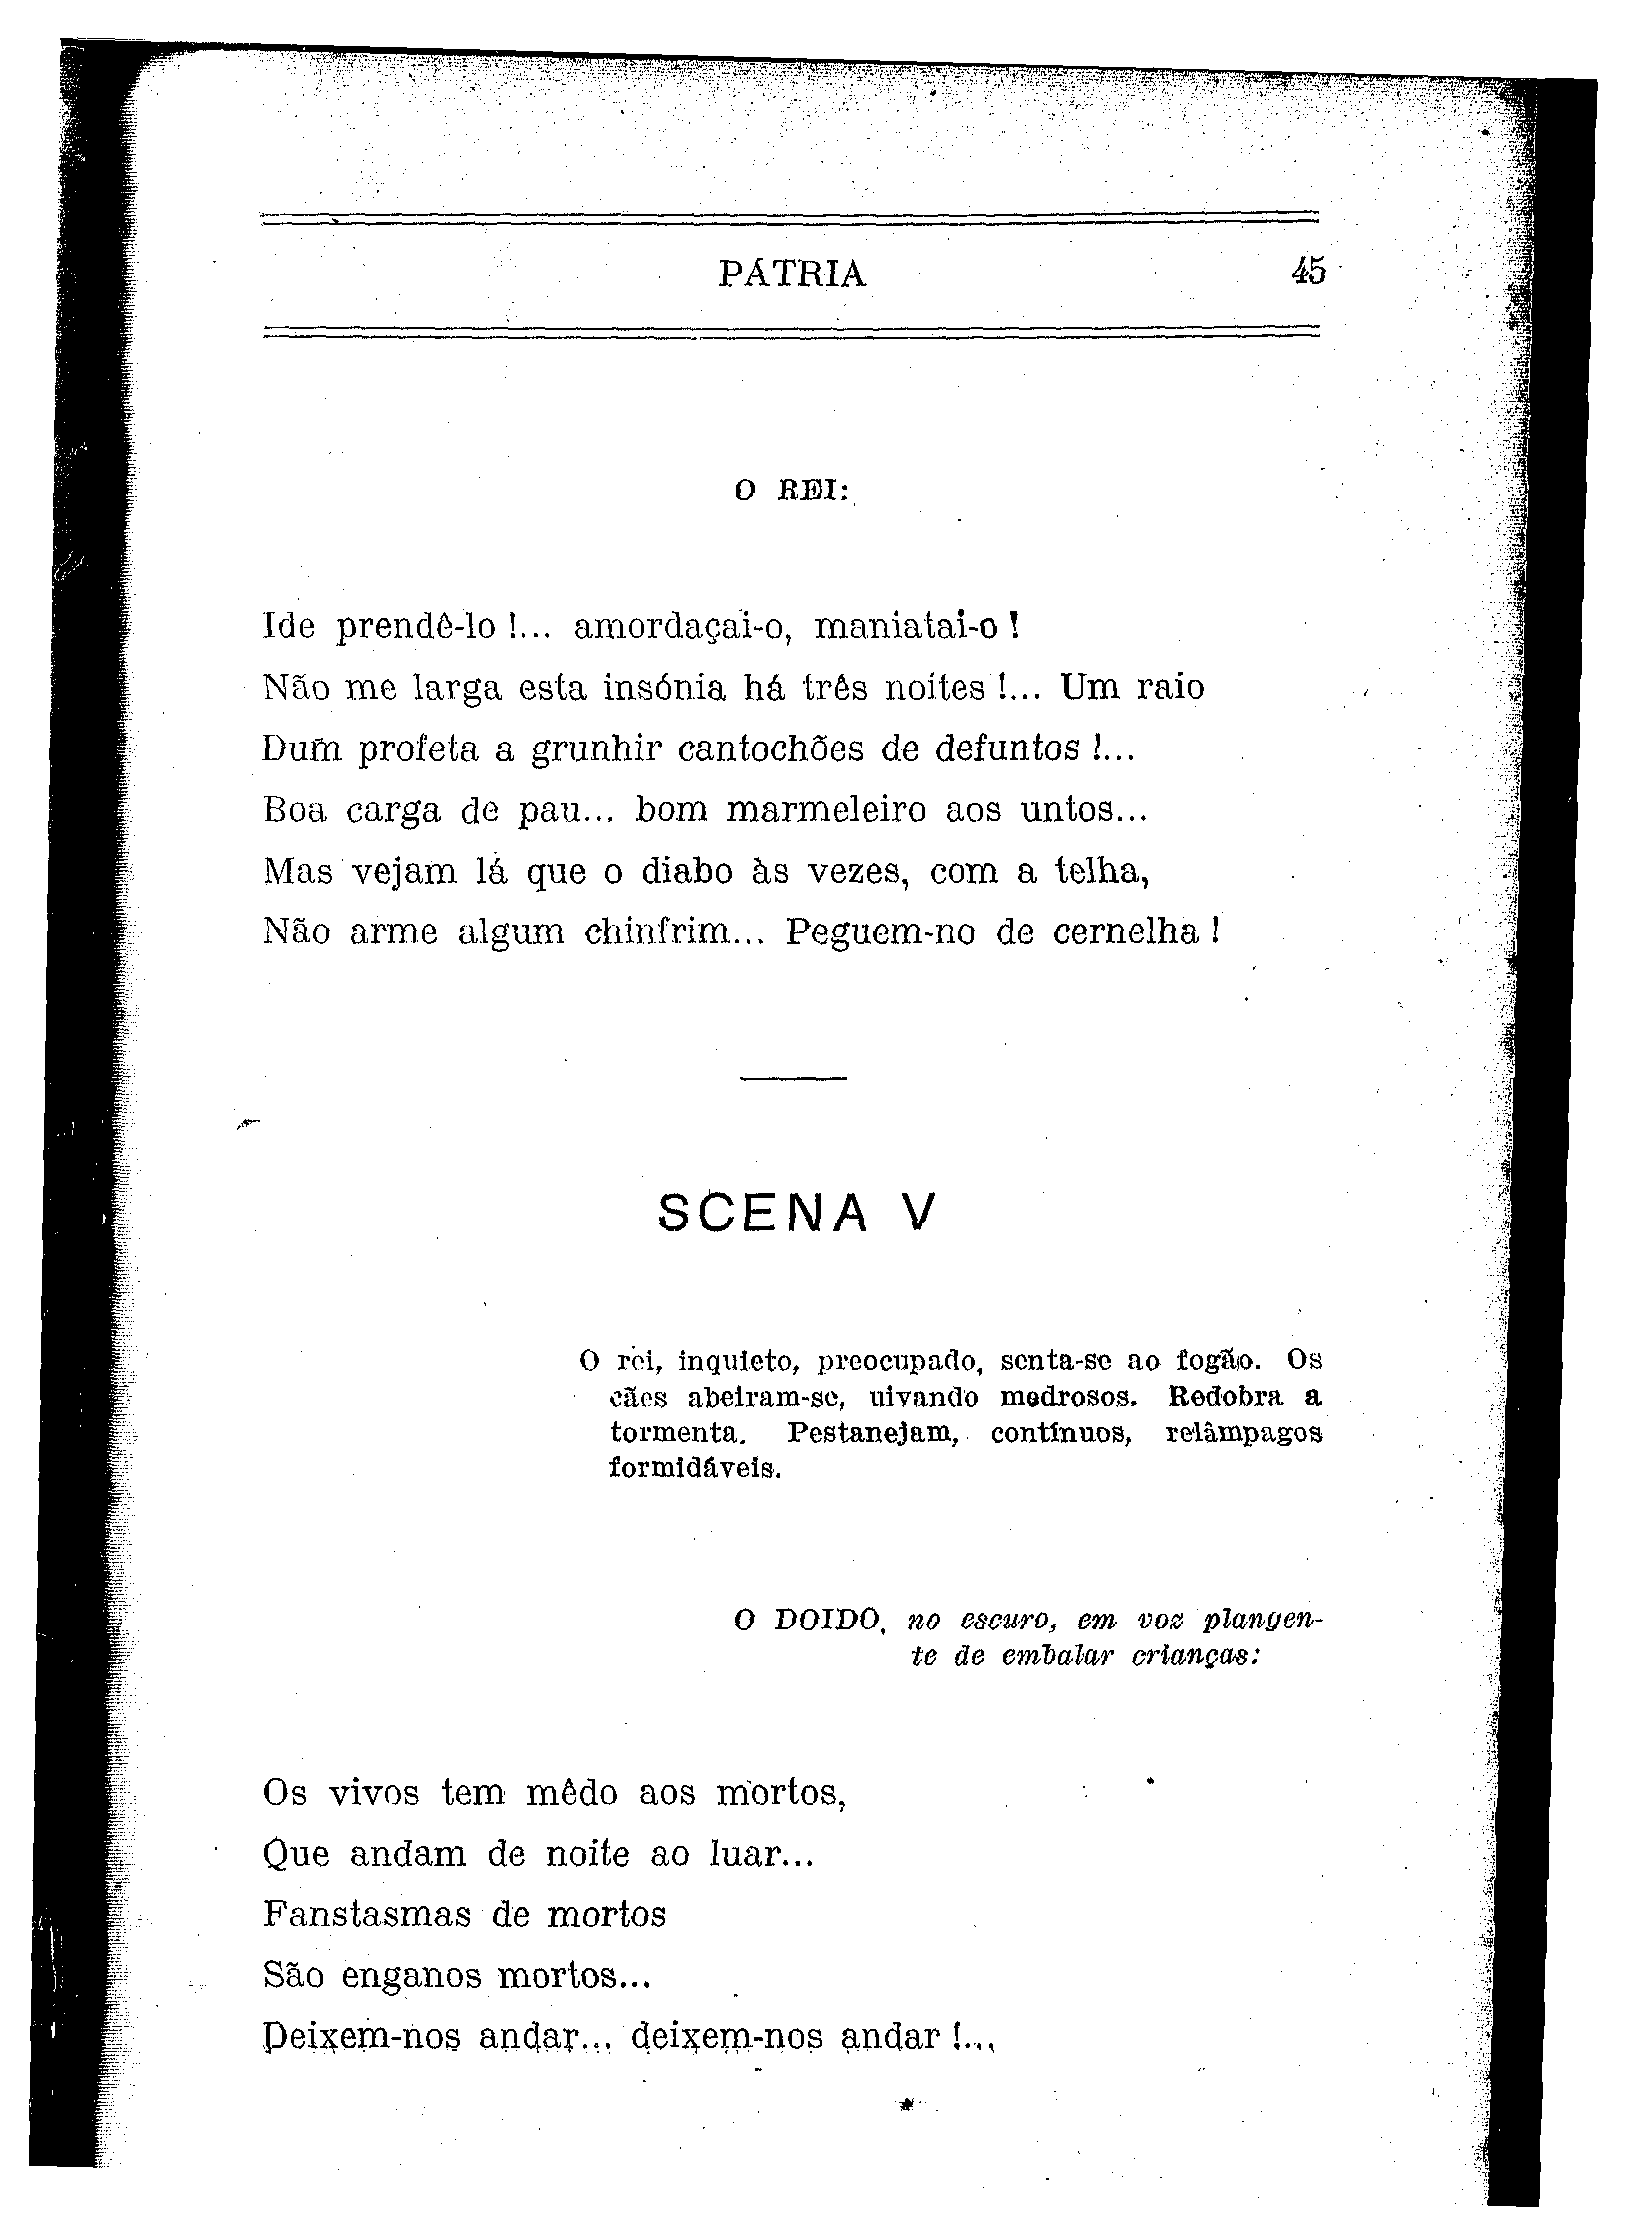 PÁTRIA 45
O REI:
Ide prendê-lo !... amordaçai-o, maniatai-o !
Não me larga esta insónia há três noites !... Um raio
Dum profeta a grunhir cantochões de defuntos !...
Boa carga de pau... bom marmeleiro aos untos...
Mas vejam lá que o diabo às vezes, com a telha,
Não arme algum chinfrim... Peguem-no de cernelha !
SCENA V
O rei, inquieto, preocupado, senta-se ao fogão. Os
cães abeiram-se, uivando medrosos. Redobra a
tormenta. Pestanejam, contínuos, relâmpagos
formidáveis.
O DOIDO, no escuro, em voz plangen-
te de embalar crianças:
Os vivos tem mêdo aos mortos,
Que andam de noite ao luar...
Fanstasmas de mortos
São enganos mortos...
Deixem-nos andar... deixem-nos andar !...